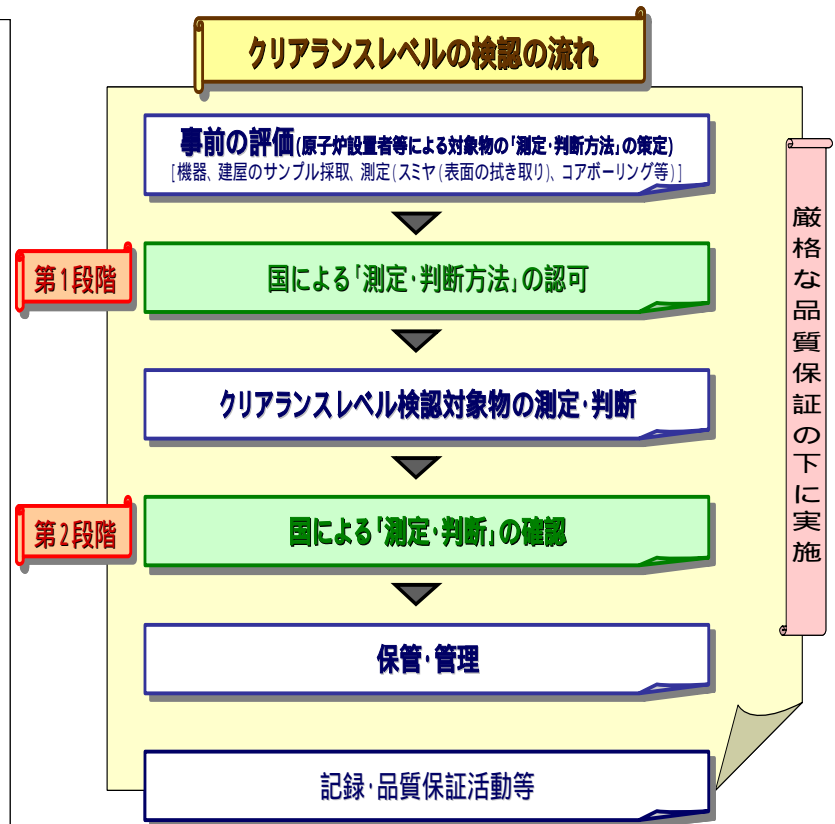 クリアランスレベルの検認の流れ
事前の評価(原子炉設置者等による対象物の｢測定･判断方法｣の策定)
[機器、建屋のサンプル採取、測定(スミヤ(表面の拭き取り)、コアボーリング等)]
第1段階
国による｢測定･判断方法｣の認可
クリアランスレベル検認対象物の測定･判断
第2段階
国による｢測定･判断｣の確認
保管･管理
記録･品質保証活動等
厳格な品質保証の下に実施